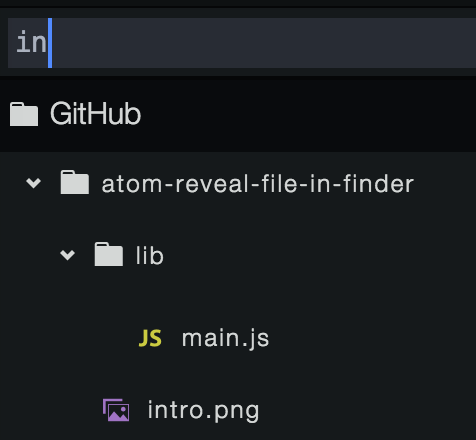 in
GitHub
atom-reveal-file-in-finder
lib
JS main.js
intro.png